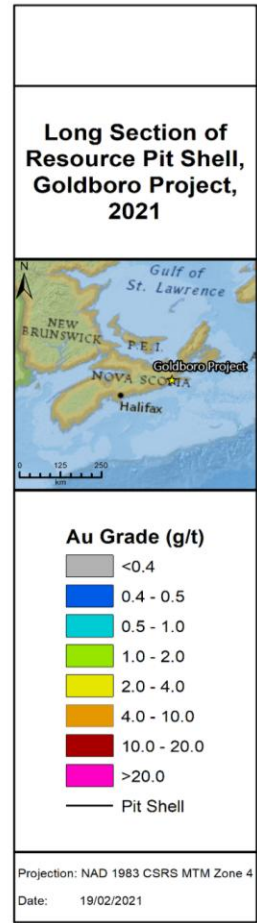 Long Section of
Resource Pit Shell,
Goldboro Project,
2021
N
Gulf of
St. Lawrence
NEW
BRUNSWICK
P.E.I.
Goldboro Project
NOVA SCOTIA
Halifax
0 125 250
km
Au Grade (g/t)
<0.4
0.4 - 0.5
0.5 - 1.0
1.0 - 2.0
2.0 - 4.0
4.0 - 10.0
10.0 - 20.0
>20.0
Pit Shell
Projection: NAD 1983 CSRS MTM Zone 4
Date: 19/02/2021